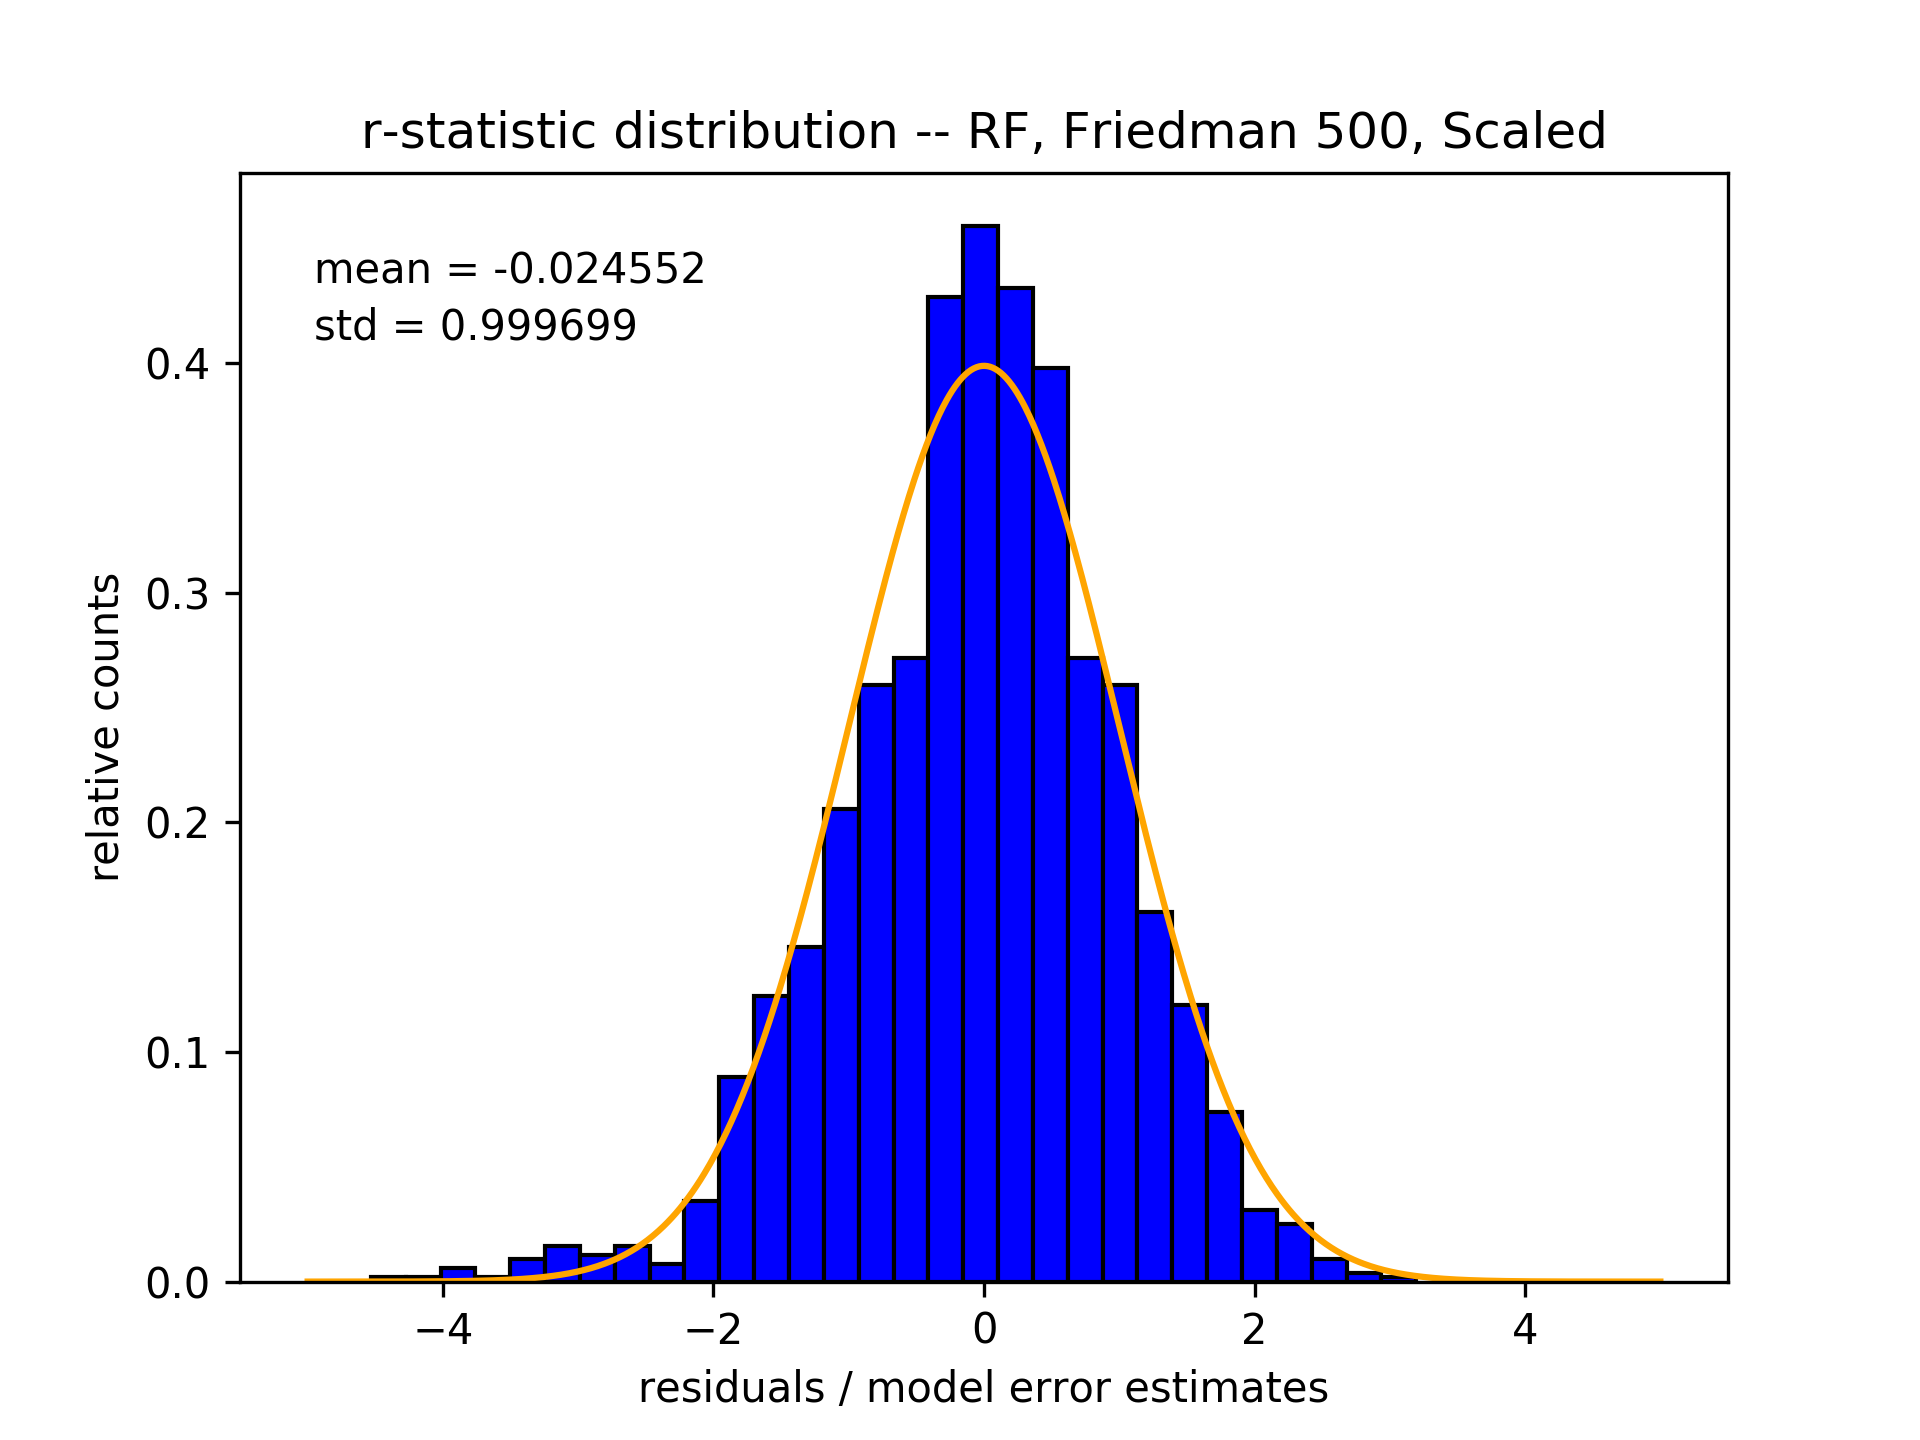 r-statistic distribution -- RF, Friedman 500, Scaled
mean = -0.024552
std = 0.999699
relative counts
0.4
0.3
0.2
0.1
0.0
−4
−2
0
2
4
residuals / model error estimates